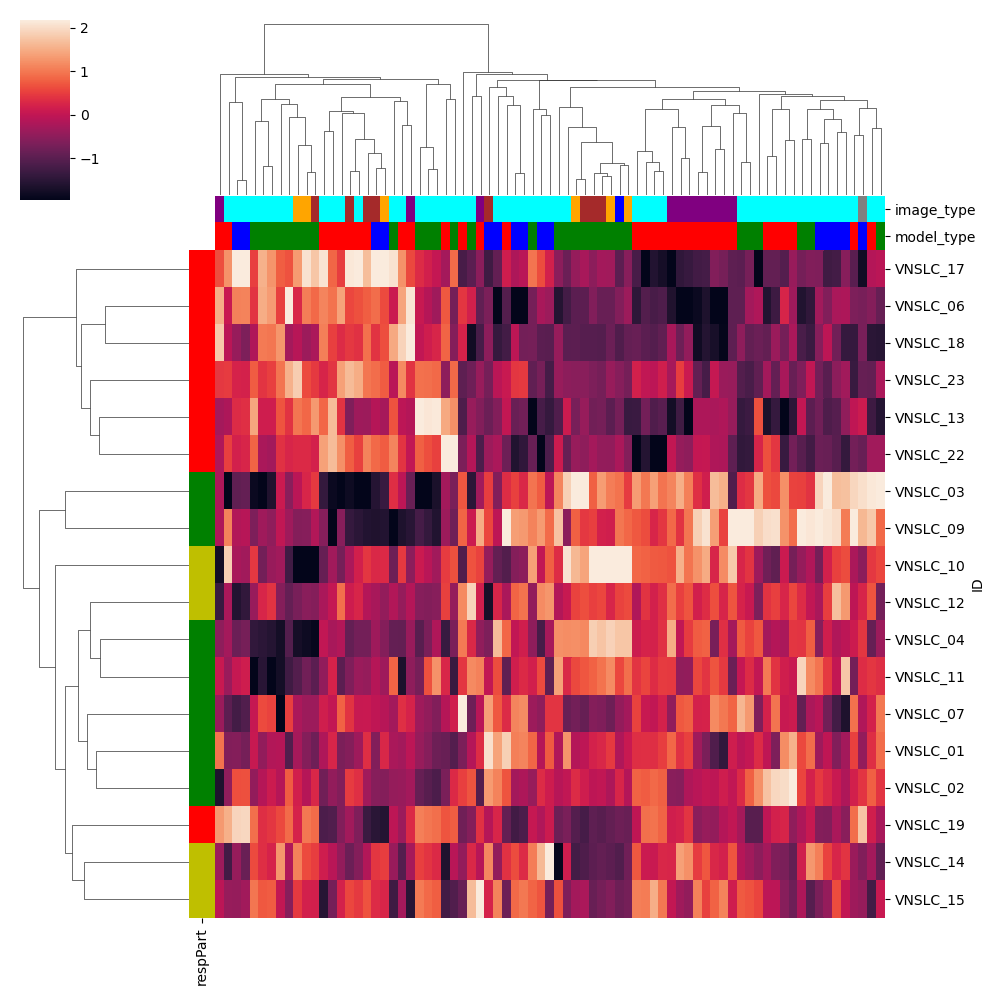 2
1
0
−1
image_type
model_type
VNSLC_17
VNSLC_06
VNSLC_18
VNSLC_23
VNSLC_13
VNSLC_22
VNSLC_03
VNSLC_09
VNSLC_10
VNSLC_12
VNSLC_04
VNSLC_11
VNSLC_07
VNSLC_01
VNSLC_02
VNSLC_19
VNSLC_14
VNSLC_15
ID
respPart